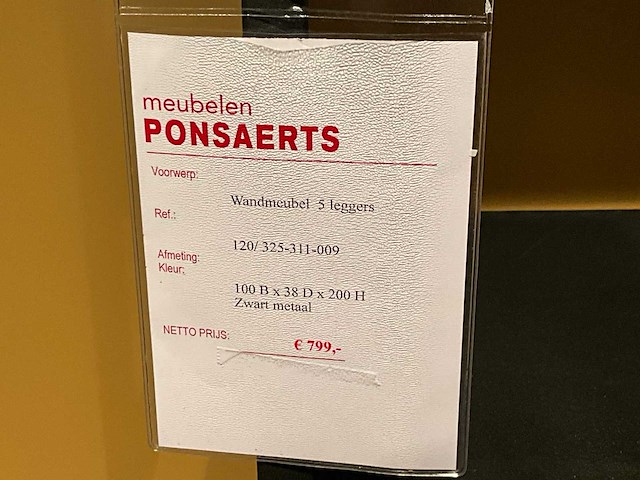 meubelen
PONSAERTS
Voorwerp:
Wandmeubel 5 leggers
Ref.:
120/ 325-311-009
Afmeting:
Kleur:
100 B x 38 D x 200 H
Zwart metaal
NETTO PRIJS:
€ 799,-